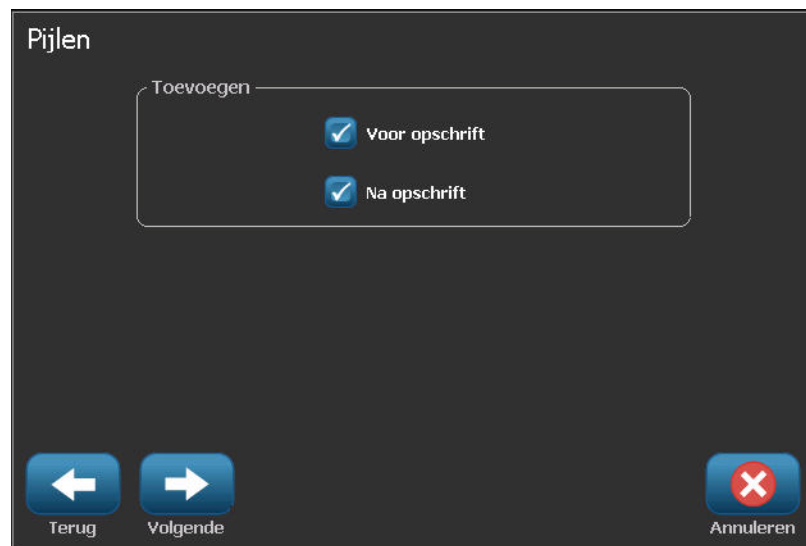 Pijlen
Toevoegen
Voor opschrift
Na opschrift
Terug
Volgende
Annuleren